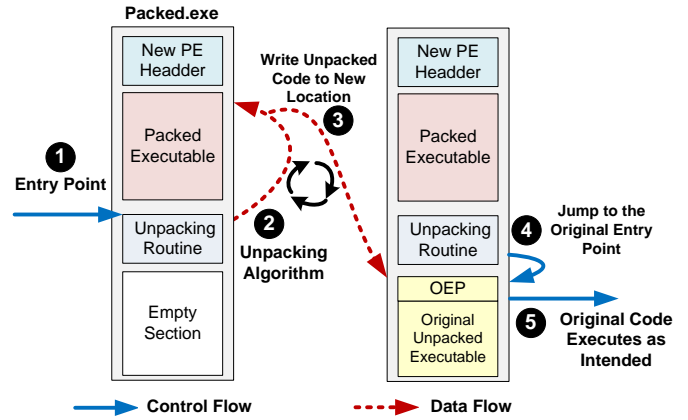 Packed.exe
New PE
Headder
Packed
Executable
Unpacking
Routine
Empty
Section
1
Entry Point
2
Unpacking
Algorithm
Write Unpacked
Code to New
Location
3
New PE
Headder
Packed
Executable
Unpacking
Routine
OEP
Original
Unpacked
Executable
4
Jump to the
Original Entry
Point
5
Original Code
Executes as
Intended
Control Flow
Data Flow